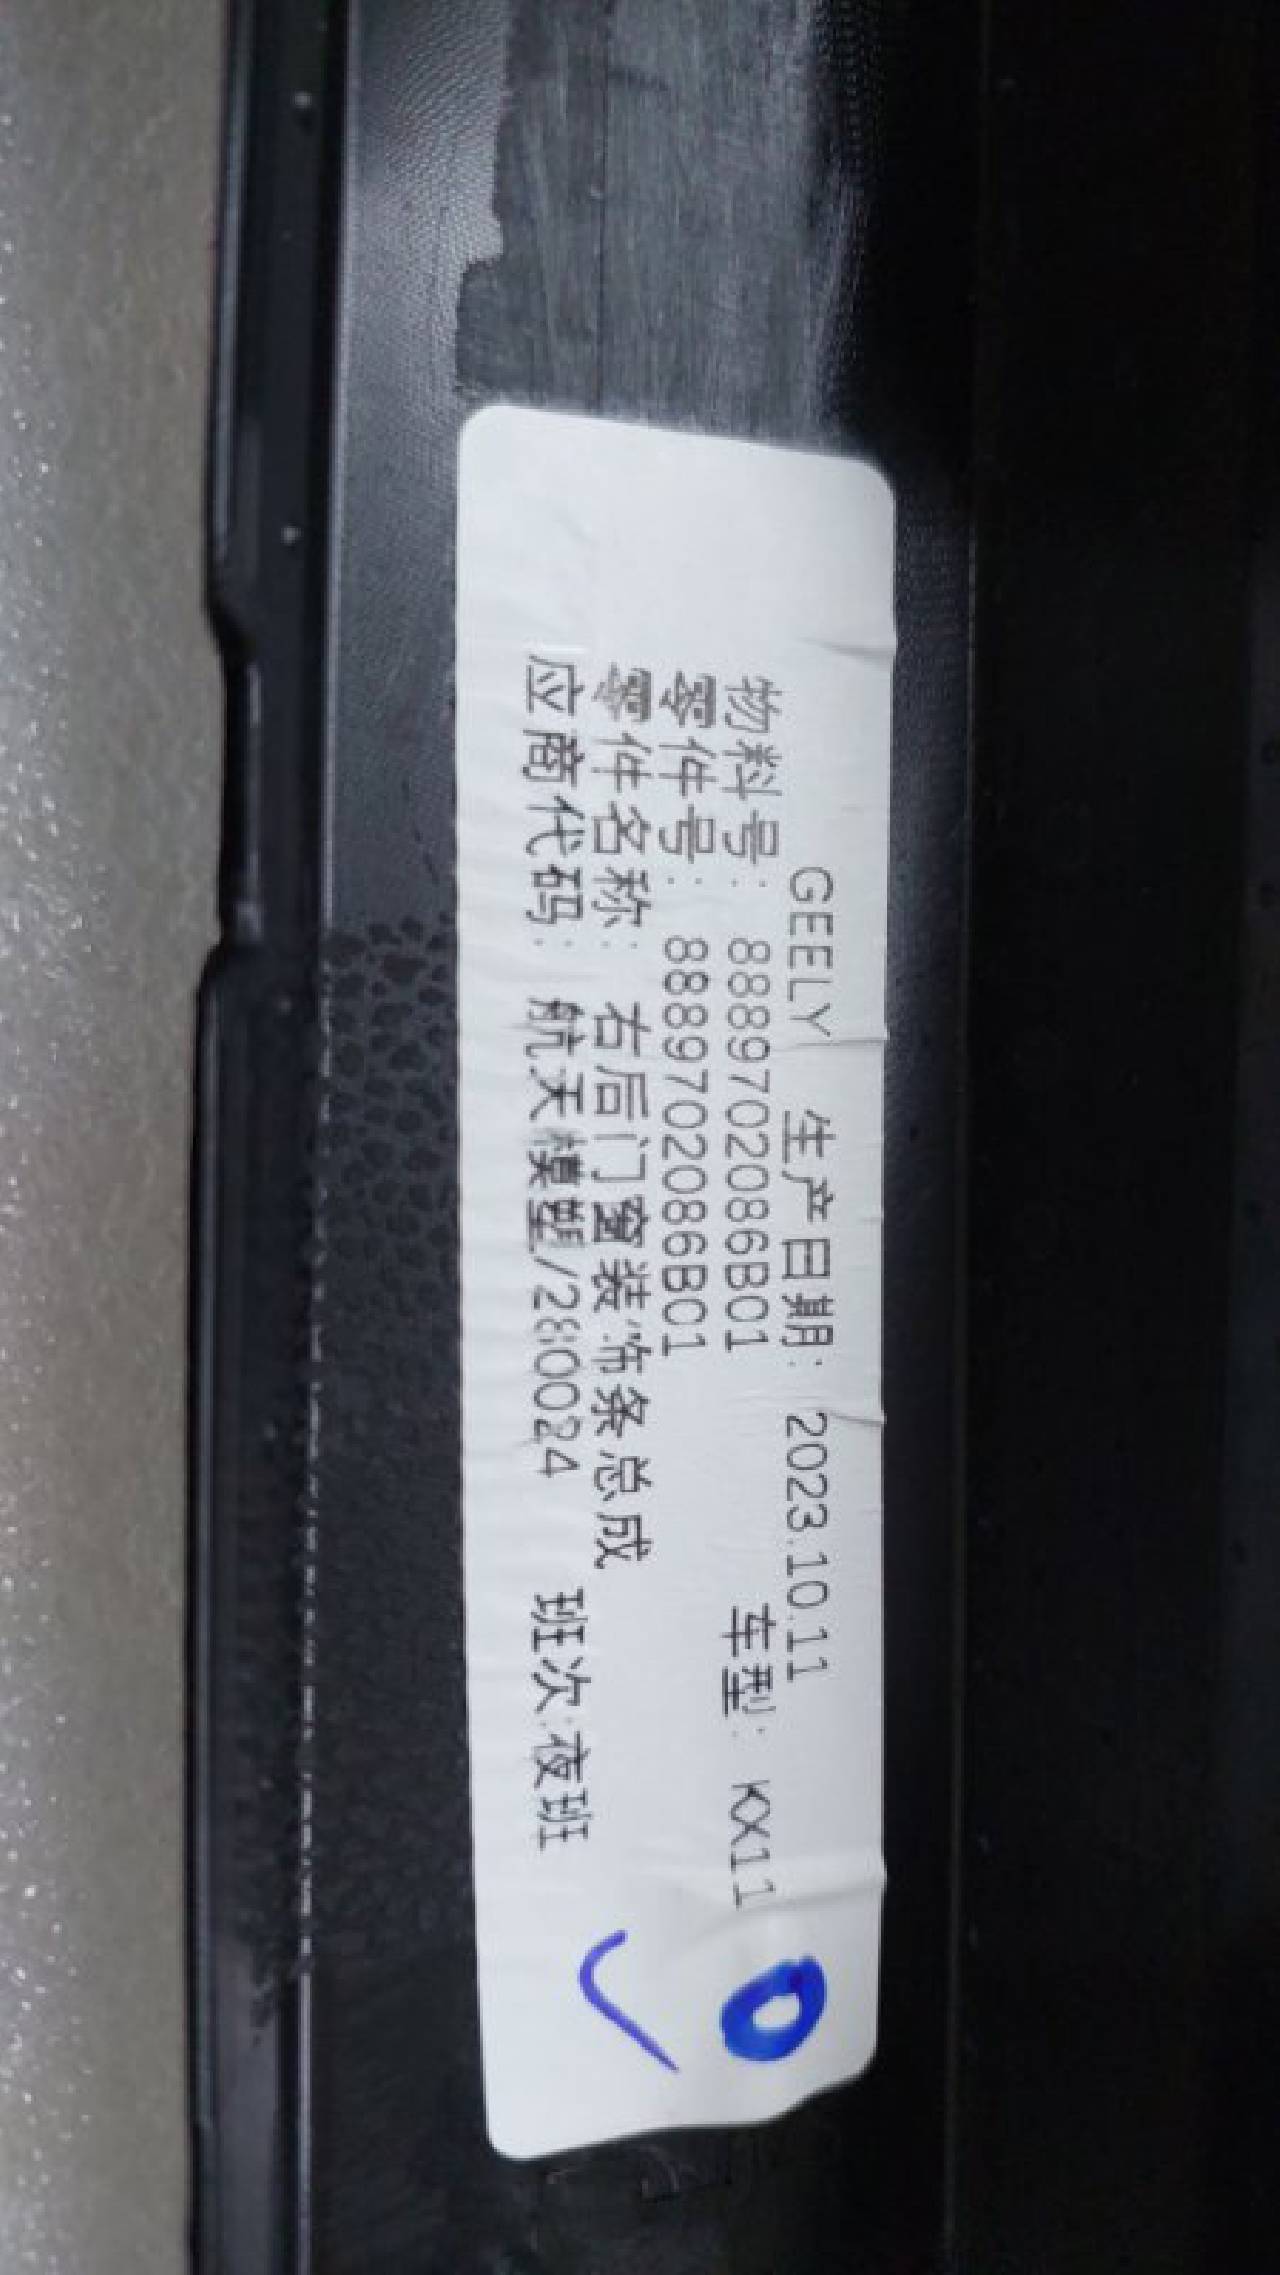 GEELY 生产日期: 2023.10.11
物料号: 8889702086B01 车型: KX11
零件号: 8889702086B01
零件名称: 右后门窗装饰条总成
应商代码: 航天模塑/280024 班次:夜班